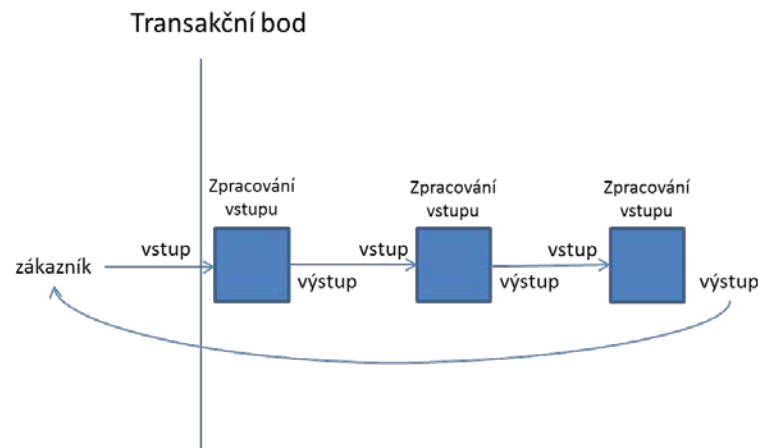 Transakční bod
Zpracování
vstupu
Zpracování
vstupu
Zpracování
vstupu
zákazník
vstup
výstup
vstup
výstup
vstup
výstup